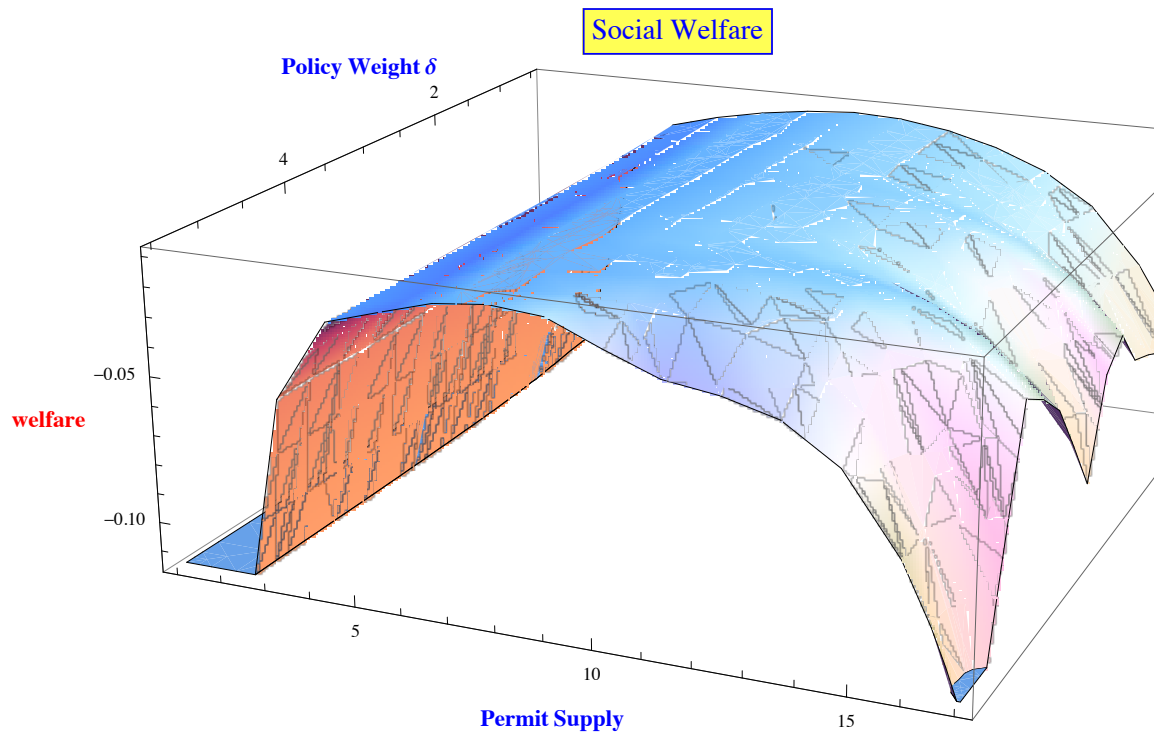 Social Welfare
Policy Weight δ
2
4
−0.05
welfare
−0.10
5
10
15
Permit Supply